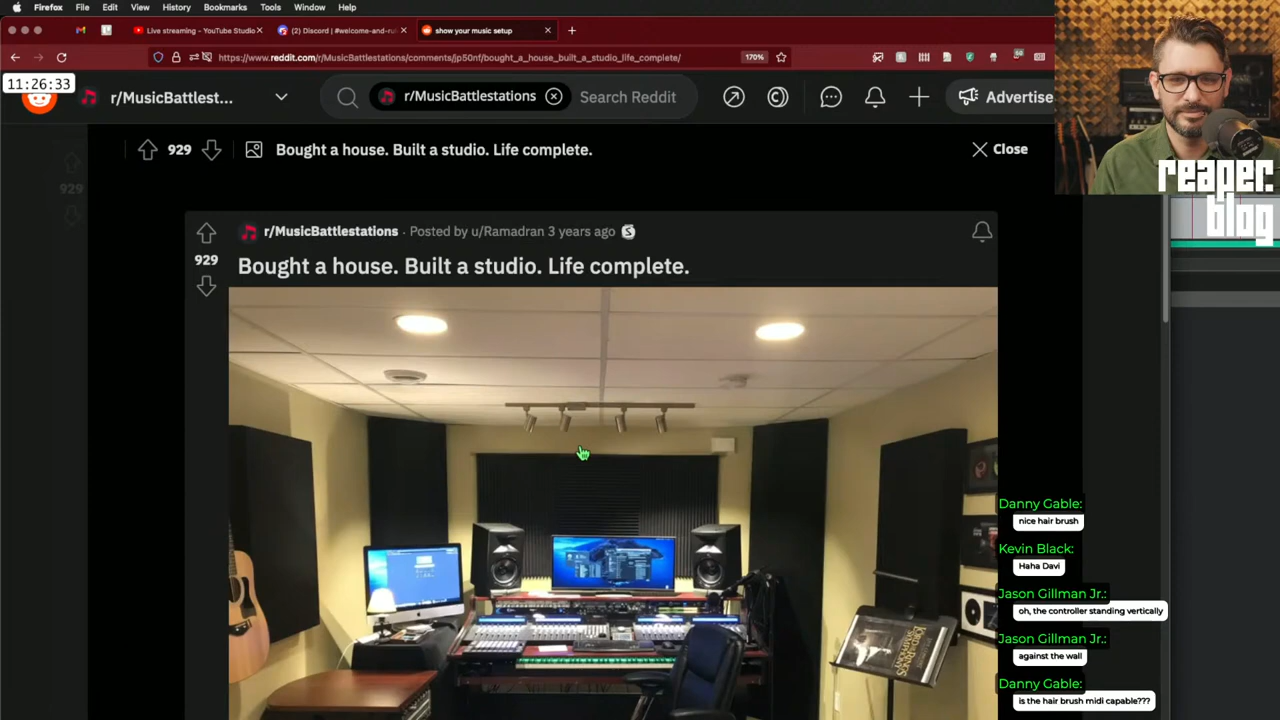 Firefox File Edit View History Bookmarks Tools Window Help
Live streaming - YouTube Studio
(2) Discord | #welcome-and-ru
show your music setup
https://www.reddit.com/r/MusicBattlestations/comments/jp50nf/bought_a_house_built_a_studio_life_complete/
170%
11:26:33
r/MusicBattlest...
r/MusicBattlestations
Search Reddit
Advertise
929
Bought a house. Built a studio. Life complete.
Close
929
r/MusicBattlestations · Posted by u/Ramadran 3 years ago
929
Bought a house. Built a studio. Life complete.
reaper.
blog
Danny Gable:
nice hair brush
Kevin Black:
Haha Davi
Jason Gillman Jr.:
oh, the controller standing vertically
Jason Gillman Jr.:
against the wall
Danny Gable:
is the hair brush midi capable???